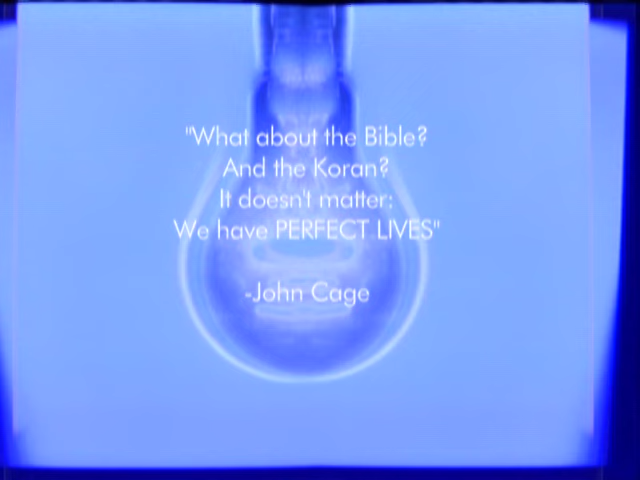 "What about the Bible?
And the Koran?
It doesn't matter:
We have PERFECT LIVES"
-John Cage